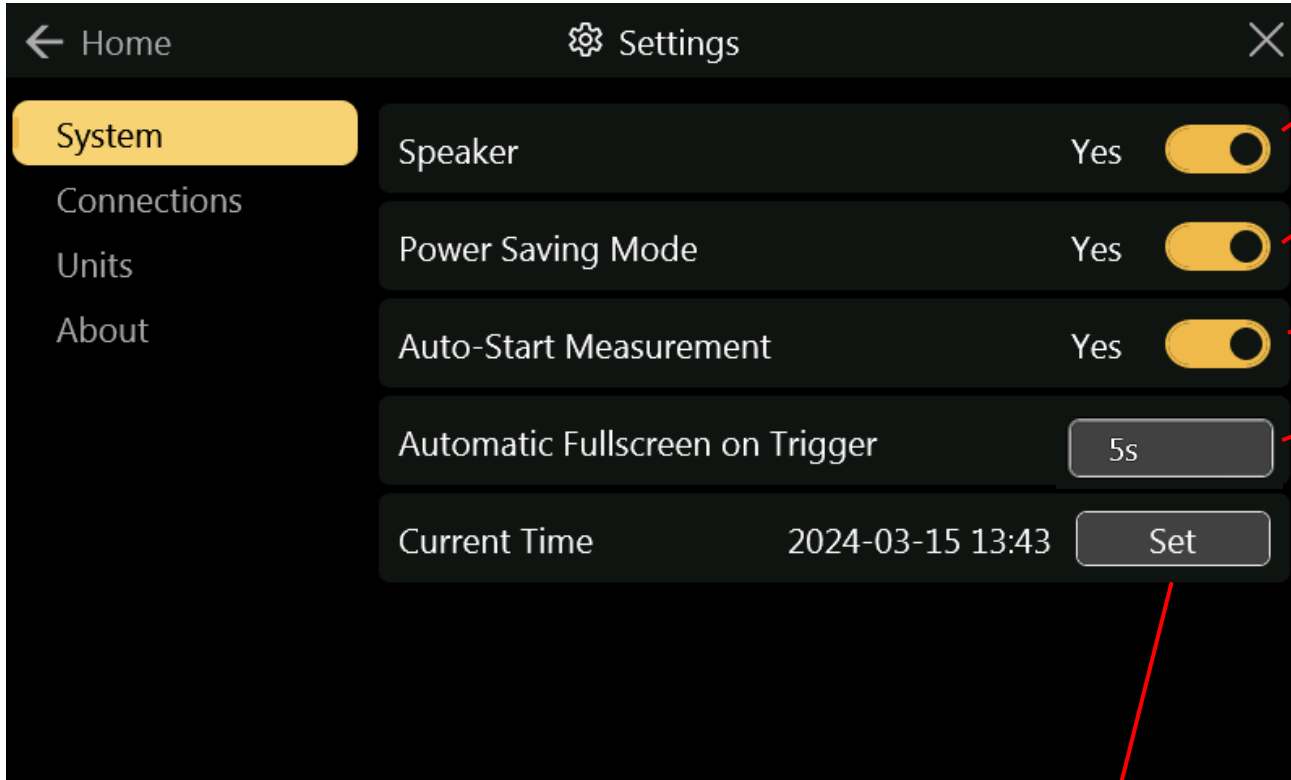 Home
Settings
System
Connections
Units
About
Speaker Yes
Power Saving Mode Yes
Auto-Start Measurement Yes
Automatic Fullscreen on Trigger 5s
Current Time 2024-03-15 13:43 Set